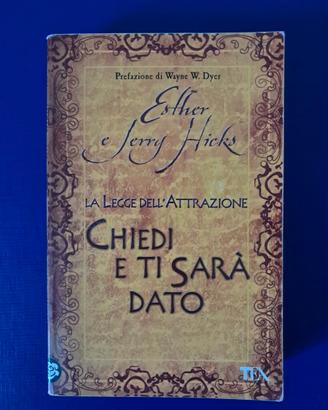 Prefazione di Wayne W. Dyer
Esther
e Jerry Hicks
LA LEGGE DELL'ATTRAZIONE
CHIEDI
E TI SARÀ
DATO
TEA